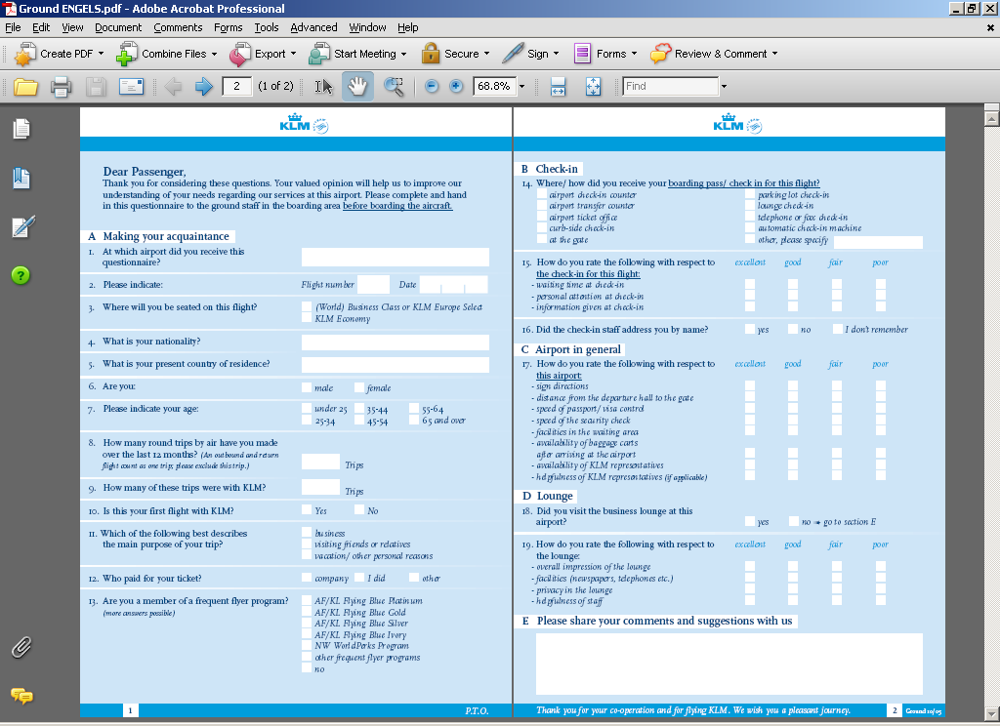 Ground ENGELS.pdf - Adobe Acrobat Professional
File Edit View Document Comments Forms Tools Advanced Window Help
Create PDF Combine Files Export Start Meeting Secure Sign Forms Review & Comment
2 (1 of 2) 68.8% Find
KLM
Dear Passenger,
Thank you for considering these questions. Your valued opinion will help us to improve our
understanding of your needs regarding our services at this airport. Please complete and hand
in this questionnaire to the ground staff in the boarding area before boarding the aircraft.
A Making your acquaintance
1. At which airport did you receive this
questionnaire?
2. Please indicate: Flight number Date
3. Where will you be seated on this flight? (World) Business Class or KLM Europe Select
KLM Economy
4. What is your nationality?
5. What is your present country of residence?
6. Are you: male female
7. Please indicate your age: under 25 35-44 55-64
25-34 45-54 65 and over
8. How many round trips by air have you made
over the last 12 months? (An outbound and return
flight count as one trip; please exclude this trip.) Trips
9. How many of these trips were with KLM? Trips
10. Is this your first flight with KLM? Yes No
11. Which of the following best describes business
the main purpose of your trip? visiting friends or relatives
vacation/ other personal reasons
12. Who paid for your ticket? company I did other
13. Are you a member of a frequent flyer program? AF/KL Flying Blue Platinum
(more answers possible) AF/KL Flying Blue Gold
AF/KL Flying Blue Silver
AF/KL Flying Blue Ivory
NW WorldPerks Program
other frequent flyer programs
no
1 P.T.O.
KLM
B Check-in
14. Where/ how did you receive your boarding pass/ check in for this flight?
airport check-in counter parking lot check-in
airport transfer counter lounge check-in
airport ticket office telephone or fax check-in
curb-side check-in automatic check-in machine
at the gate other, please specify
15. How do you rate the following with respect to excellent good fair poor
the check-in for this flight:
- waiting time at check-in
- personal attention at check-in
- information given at check-in
16. Did the check-in staff address you by name? yes no I don't remember
C Airport in general
17. How do you rate the following with respect to excellent good fair poor
this airport:
- sign directions
- distance from the departure hall to the gate
- speed of passport/ visa control
- speed of the security check
- facilities in the waiting area
- availability of baggage carts
after arriving at the airport
- availability of KLM representatives
- helpfulness of KLM representatives (if applicable)
D Lounge
18. Did you visit the business lounge at this
airport? yes no ➠ go to section E
19. How do you rate the following with respect to excellent good fair poor
the lounge:
- overall impression of the lounge
- facilities (newspapers, telephones etc.)
- privacy in the lounge
- helpfulness of staff
E Please share your comments and suggestions with us
Thank you for your co-operation and for flying KLM. We wish you a pleasant journey. 2 Ground 10/05